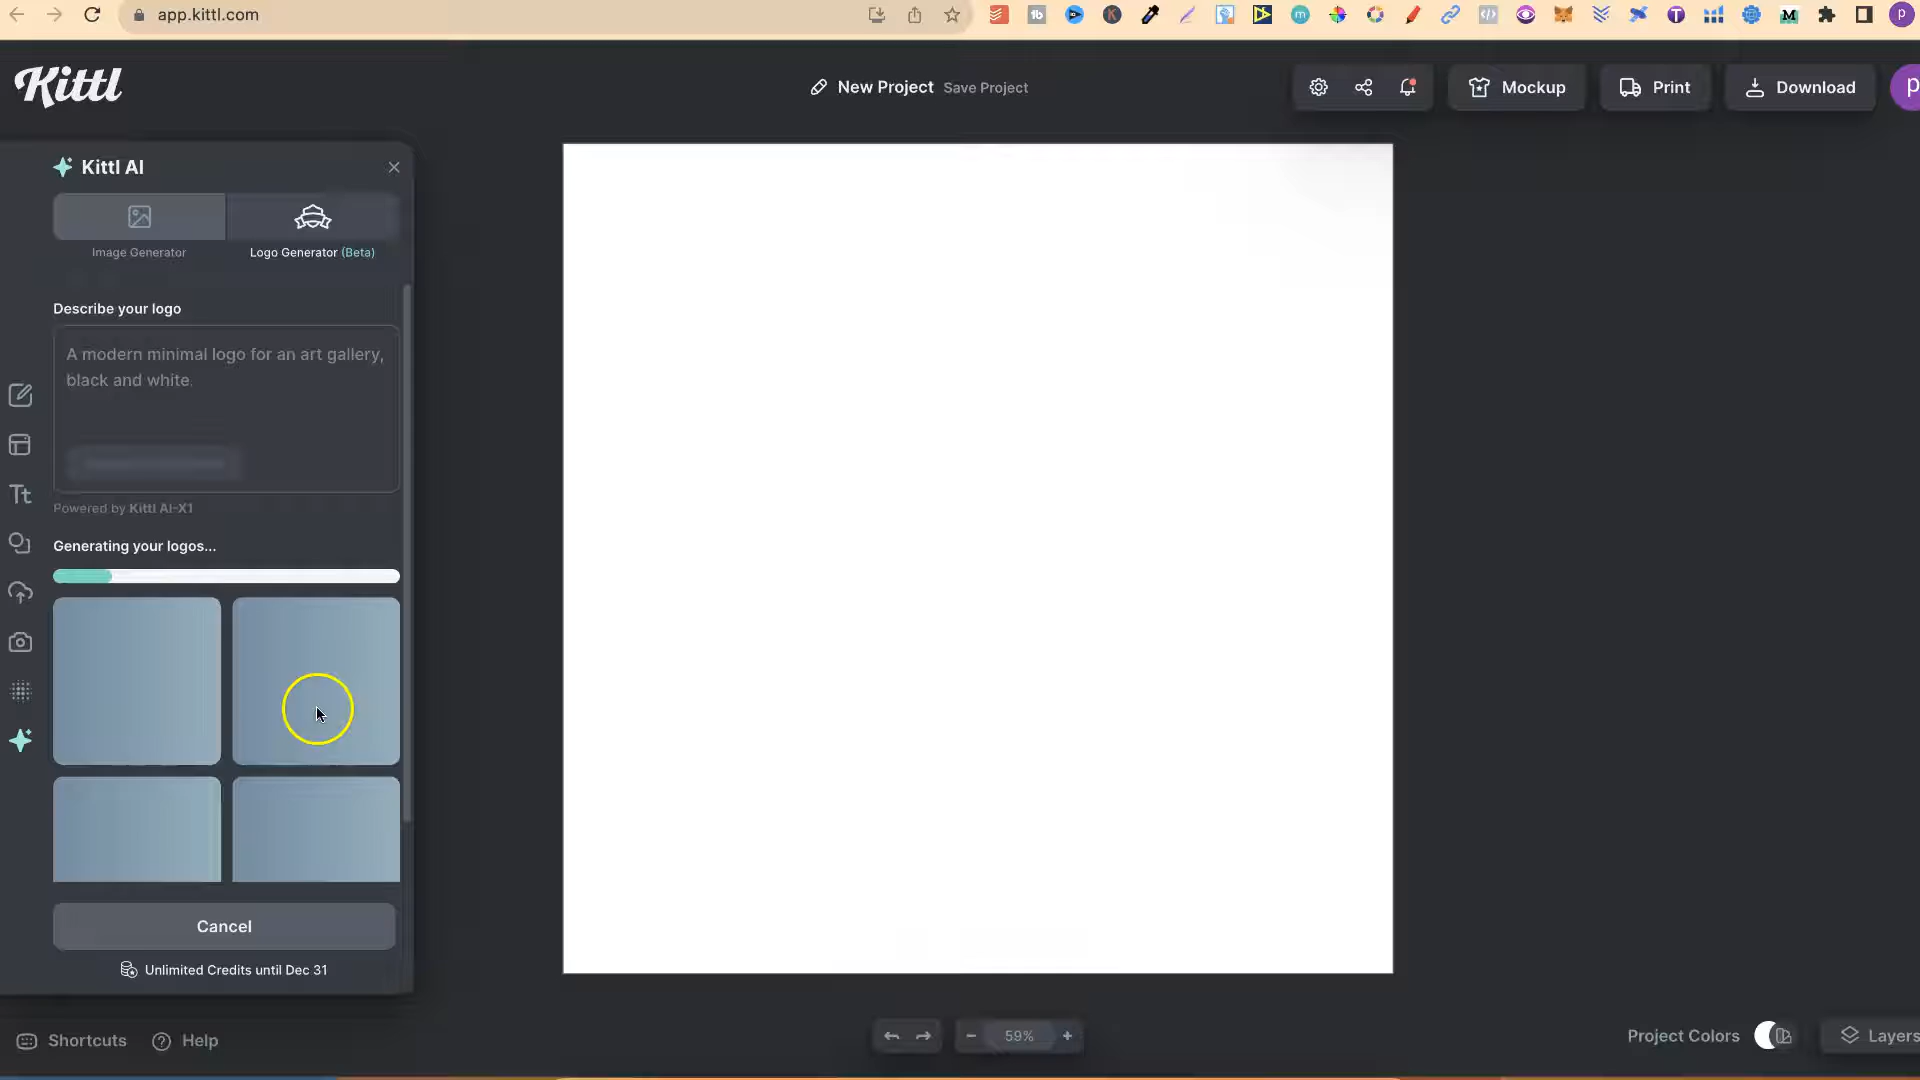 app.kittl.com
Kittl
New Project Save Project
Mockup
Print
Download
P
Kittl AI
Image Generator
Logo Generator (Beta)
Describe your logo
A modern minimal logo for an art gallery,
black and white.
Tt
Powered by Kittl AI-X1
Generating your logos...
Cancel
Unlimited Credits until Dec 31
Shortcuts
Help
59%
Project Colors
Layers